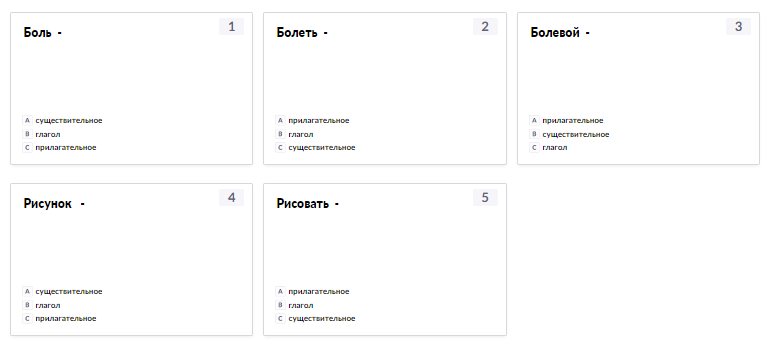 Боль -
1
A существительное
B глагол
C прилагательное
Болеть -
2
A прилагательное
B глагол
C существительное
Болевой -
3
A прилагательное
B существительное
C глагол
Рисунок -
4
A существительное
B глагол
C прилагательное
Рисовать -
5
A прилагательное
B глагол
C существительное